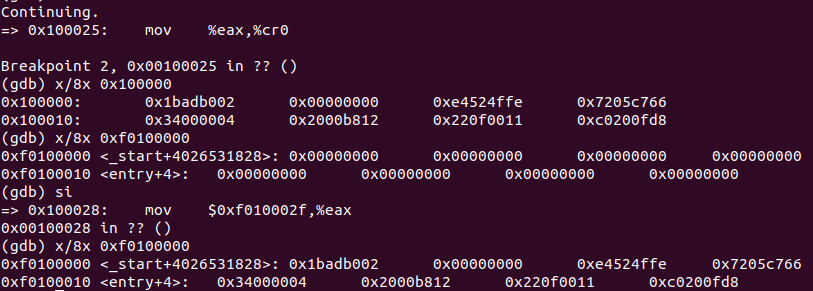 Continuing.
=> 0x100025: mov %eax,%cr0
Breakpoint 2, 0x00100025 in ?? ()
(gdb) x/8x 0x100000
0x100000: 0x1badb002 0x00000000 0xe4524ffe 0x7205c766
0x100010: 0x34000004 0x2000b812 0x220f0011 0xc0200fd8
(gdb) x/8x 0xf0100000
0xf0100000 <_start+4026531828>: 0x00000000 0x00000000 0x00000000 0x00000000
0xf0100010 <entry+4>: 0x00000000 0x00000000 0x00000000 0x00000000
(gdb) si
=> 0x100028: mov $0xf010002f,%eax
0x00100028 in ?? ()
(gdb) x/8x 0xf0100000
0xf0100000 <_start+4026531828>: 0x1badb002 0x00000000 0xe4524ffe 0x7205c766
0xf0100010 <entry+4>: 0x34000004 0x2000b812 0x220f0011 0xc0200fd8